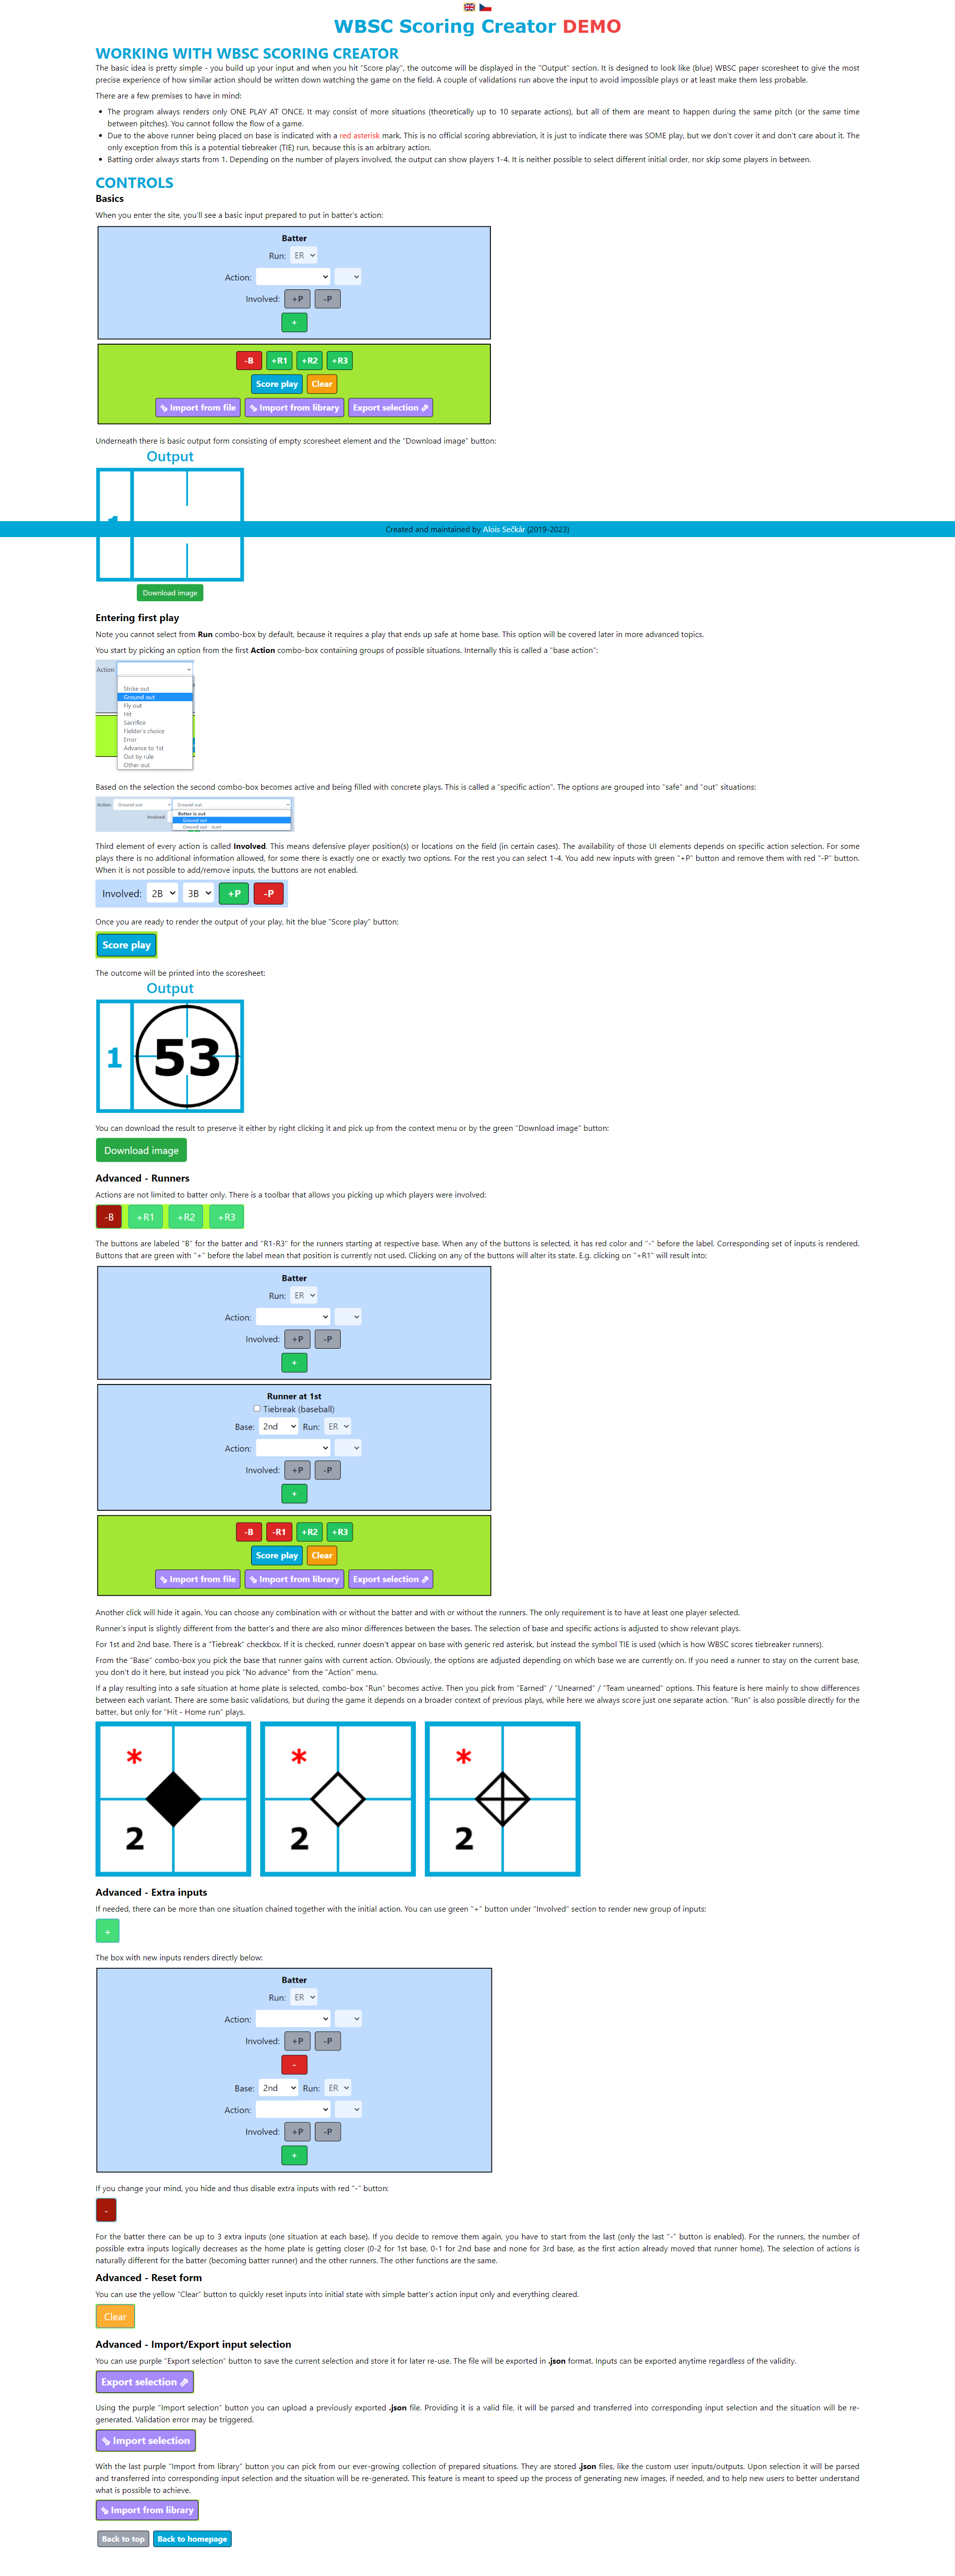 WBSC Scoring Creator DEMO
WORKING WITH WBSC SCORING CREATOR
The basic idea is pretty simple - you build up your input and when you hit "Score play", the outcome will be displayed in the "Output" section. It is designed to look like (blue) WBSC paper scoresheet to give the most
precise experience of how similar action should be written down watching the game on the field. A couple of validations run above the input to avoid impossible plays or at least make them less probable.
There are a few premises to have in mind:
• The program always renders only ONE PLAY AT ONCE. It may consist of more situations (theoretically up to 10 separate actions), but all of them are meant to happen during the same pitch (or the same time
between pitches). You cannot follow the flow of a game.
• Due to the above runner being placed on base is indicated with a red asterisk mark. This is no official scoring abbreviation, it is just to indicate there was SOME play, but we don't cover it and don't care about it. The
only exception from this is a potential tiebreaker (TIE) run, because this is an arbitrary action.
• Batting order always starts from 1. Depending on the number of players involved, the output can show players 1-4. It is neither possible to select different initial order, nor skip some players in between.
CONTROLS
Basics
When you enter the site, you'll see a basic input prepared to put in batter's action:
Batter
Run: ER
Action:
Involved: +P -P
+
-B +R1 +R2 +R3
Score play Clear
Import from file Import from library Export selection
Underneath there is basic output form consisting of empty scoresheet element and the "Download image" button:
Output
1
Created and maintained by Alois Sečkár (2019-2023)
Download image
Entering first play
Note you cannot select from Run combo-box by default, because it requires a play that ends up safe at home base. This option will be covered later in more advanced topics.
You start by picking an option from the first Action combo-box containing groups of possible situations. Internally this is called a "base action":
Action:
Strike out
Ground out
Fly out
Hit
Sacrifice
Fielder's choice
Error
Advance to 1st
Out by rule
Other out
Based on the selection the second combo-box becomes active and being filled with concrete plays. This is called a "specific action". The options are grouped into "safe" and "out" situations:
Action: Ground out Ground out
Involved: Batter is out
Ground out
Ground out - bunt
Third element of every action is called Involved. This means defensive player position(s) or locations on the field (in certain cases). The availability of those UI elements depends on specific action selection. For some
plays there is no additional information allowed, for some there is exactly one or exactly two options. For the rest you can select 1-4. You add new inputs with green "+P" button and remove them with red "-P" button.
When it is not possible to add/remove inputs, the buttons are not enabled.
Involved: 2B 3B +P -P
Once you are ready to render the output of your play, hit the blue "Score play" button:
Score play
The outcome will be printed into the scoresheet:
Output
1 53
You can download the result to preserve it either by right clicking it and pick up from the context menu or by the green "Download image" button:
Download image
Advanced - Runners
Actions are not limited to batter only. There is a toolbar that allows you picking up which players were involved:
-B +R1 +R2 +R3
The buttons are labeled "B" for the batter and "R1-R3" for the runners starting at respective base. When any of the buttons is selected, it has red color and "-" before the label. Corresponding set of inputs is rendered.
Buttons that are green with "+" before the label mean that position is currently not used. Clicking on any of the buttons will alter its state. E.g. clicking on "+R1" will result into:
Batter
Run: ER
Action:
Involved: +P -P
+
Runner at 1st
Tiebreak (baseball)
Base: 2nd Run: ER
Action:
Involved: +P -P
+
-B -R1 +R2 +R3
Score play Clear
Import from file Import from library Export selection
Another click will hide it again. You can choose any combination with or without the batter and with or without the runners. The only requirement is to have at least one player selected.
Runner's input is slightly different from the batter's and there are also minor differences between the bases. The selection of base and specific actions is adjusted to show relevant plays.
For 1st and 2nd base. There is a "Tiebreak" checkbox. If it is checked, runner doesn't appear on base with generic red asterisk, but instead the symbol TIE is used (which is how WBSC scores tiebreaker runners).
From the "Base" combo-box you pick the base that runner gains with current action. Obviously, the options are adjusted depending on which base we are currently on. If you need a runner to stay on the current base,
you don't do it here, but instead you pick "No advance" from the "Action" menu.
If a play resulting into a safe situation at home plate is selected, combo-box "Run" becomes active. Then you pick from "Earned" / "Unearned" / "Team unearned" options. This feature is here mainly to show differences
between each variant. There are some basic validations, but during the game it depends on a broader context of previous plays, while here we always score just one separate action. "Run" is also possible directly for the
batter, but only for "Hit - Home run" plays.
* * *
2 2 2
Advanced - Extra inputs
If needed, there can be more than one situation chained together with the initial action. You can use green "+" button under "Involved" section to render new group of inputs:
+
The box with new inputs renders directly below:
Batter
Run: ER
Action:
Involved: +P -P
-
Base: 2nd Run: ER
Action:
Involved: +P -P
+
If you change your mind, you hide and thus disable extra inputs with red "-" button:
-
For the batter there can be up to 3 extra inputs (one situation at each base). If you decide to remove them again, you have to start from the last (only the last "-" button is enabled). For the runners, the number of
possible extra inputs logically decreases as the home plate is getting closer (0-2 for 1st base, 0-1 for 2nd base and none for 3rd base, as the first action already moved that runner home). The selection of actions is
naturally different for the batter (becoming batter runner) and the other runners. The other functions are the same.
Advanced - Reset form
You can use the yellow "Clear" button to quickly reset inputs into initial state with simple batter's action input only and everything cleared.
Clear
Advanced - Import/Export input selection
You can use purple "Export selection" button to save the current selection and store it for later re-use. The file will be exported in .json format. Inputs can be exported anytime regardless of the validity.
Export selection
Using the purple "Import selection" button you can upload a previously exported .json file. Providing it is a valid file, it will be parsed and transferred into corresponding input selection and the situation will be re-
generated. Validation error may be triggered.
Import selection
With the last purple "Import from library" button you can pick from our ever-growing collection of prepared situations. They are stored .json files, like the custom user inputs/outputs. Upon selection it will be parsed
and transferred into corresponding input selection and the situation will be re-generated. This feature is meant to speed up the process of generating new images, if needed, and to help new users to better understand
what is possible to achieve.
Import from library
Back to top Back to homepage